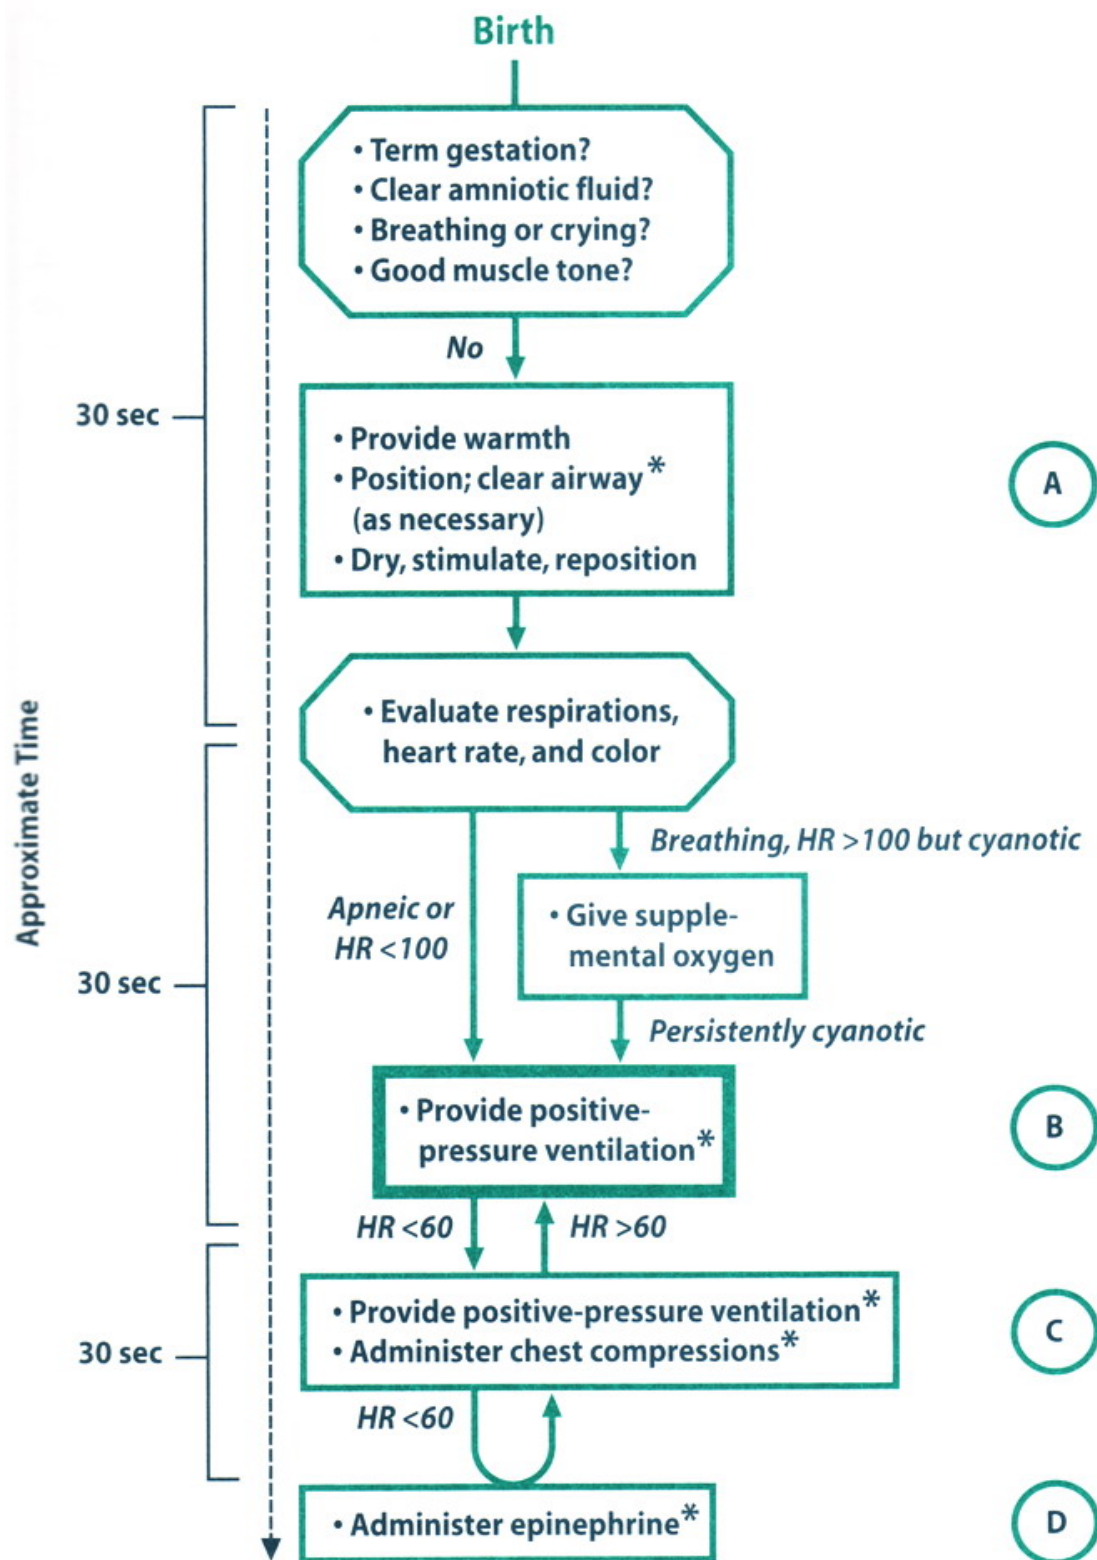 Birth
• Term gestation?
• Clear amniotic fluid?
• Breathing or crying?
• Good muscle tone?
No
30 sec
• Provide warmth
• Position; clear airway*
(as necessary)
• Dry, stimulate, reposition
A
• Evaluate respirations,
heart rate, and color
Approximate Time
Breathing, HR >100 but cyanotic
Apneic or
HR <100
• Give supple-
mental oxygen
30 sec
Persistently cyanotic
• Provide positive-
pressure ventilation*
B
HR <60
HR >60
• Provide positive-pressure ventilation*
• Administer chest compressions*
C
30 sec
HR <60
• Administer epinephrine*
D